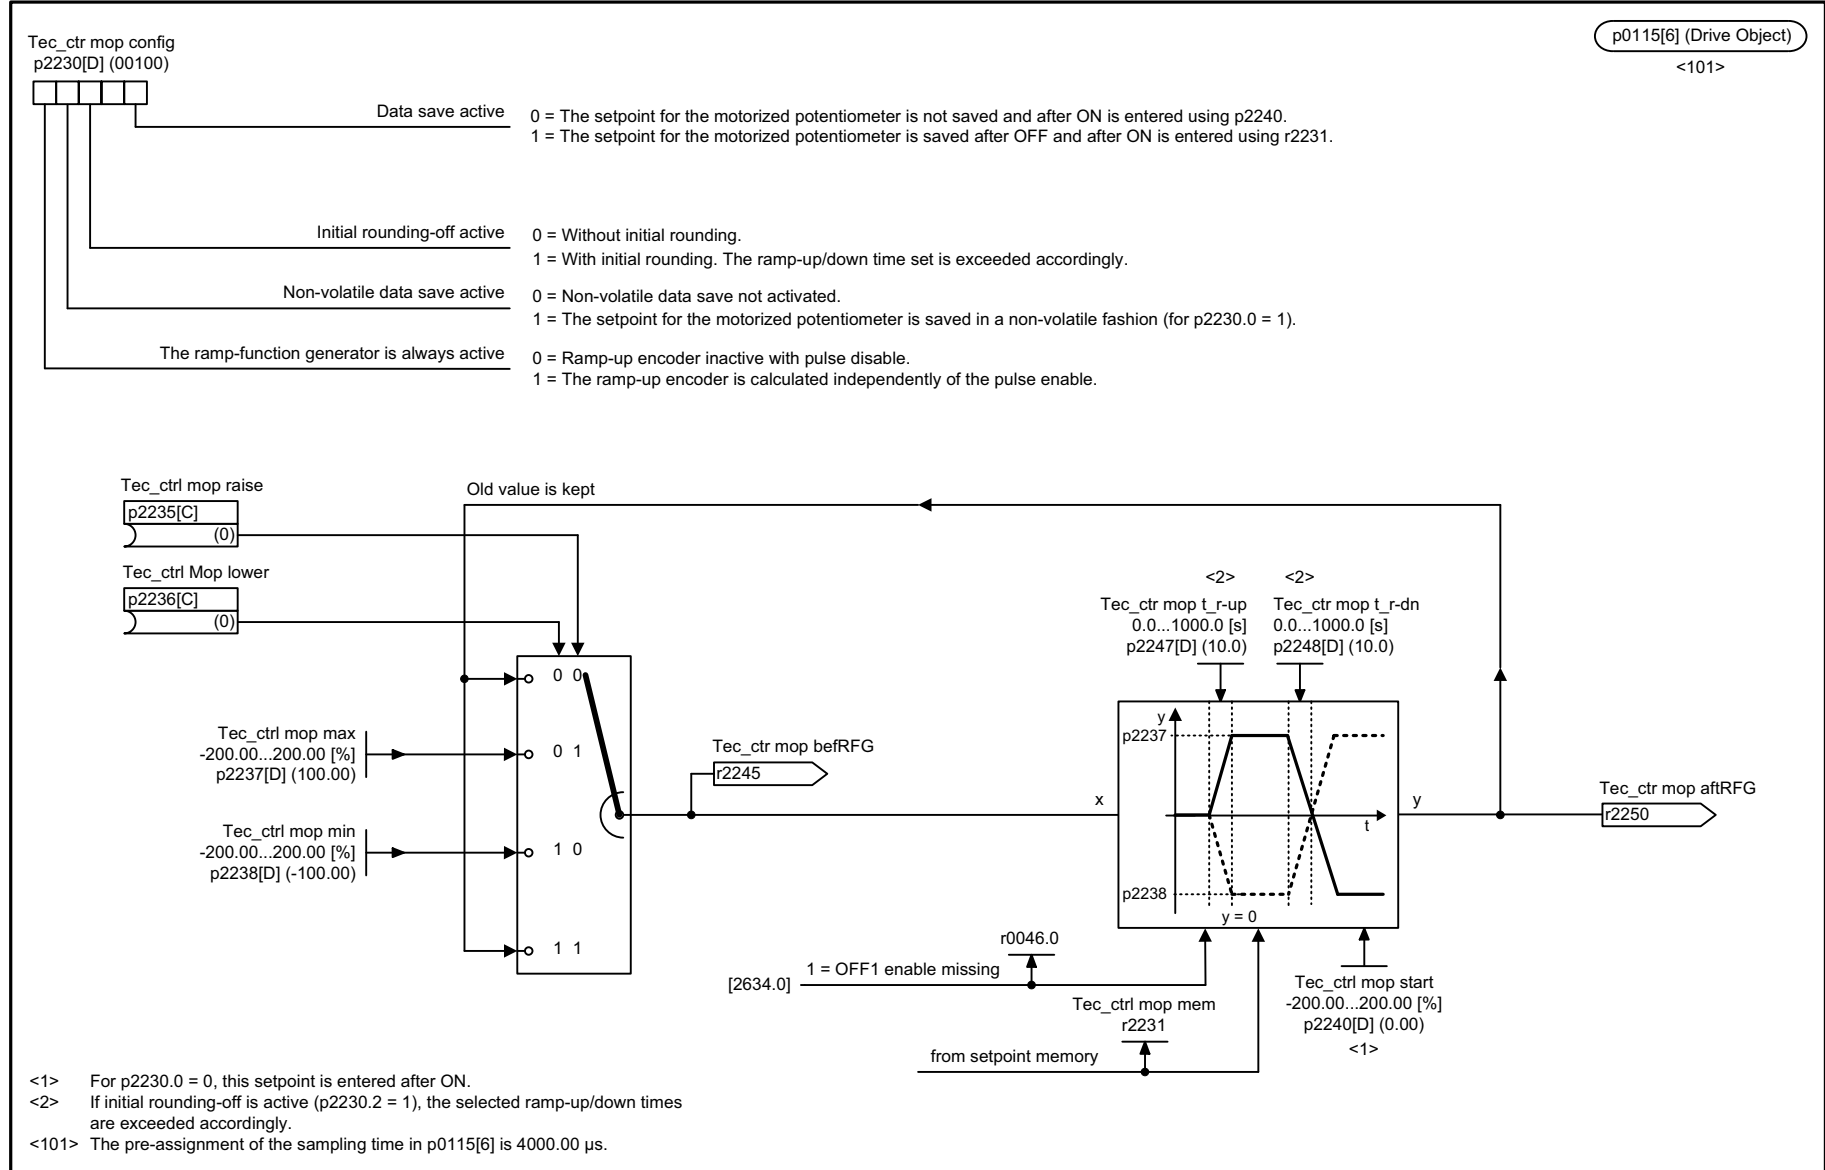 Tec_ctr mop config
p2230[D] (00100)
p0115[6] (Drive Object)
<101>
Data save active
0 = The setpoint for the motorized potentiometer is not saved and after ON is entered using p2240.
1 = The setpoint for the motorized potentiometer is saved after OFF and after ON is entered using r2231.
Initial rounding-off active
0 = Without initial rounding.
1 = With initial rounding. The ramp-up/down time set is exceeded accordingly.
Non-volatile data save active
0 = Non-volatile data save not activated.
1 = The setpoint for the motorized potentiometer is saved in a non-volatile fashion (for p2230.0 = 1).
The ramp-function generator is always active
0 = Ramp-up encoder inactive with pulse disable.
1 = The ramp-up encoder is calculated independently of the pulse enable.
Tec_ctrl mop raise
p2235[C]
(0)
Old value is kept
Tec_ctrl Mop lower
p2236[C]
(0)
<2>
<2>
Tec_ctr mop t_r-up
0.0...1000.0 [s]
p2247[D] (10.0)
Tec_ctr mop t_r-dn
0.0...1000.0 [s]
p2248[D] (10.0)
0 0
0 1
1 0
1 1
Tec_ctrl mop max
-200.00...200.00 [%]
p2237[D] (100.00)
Tec_ctrl mop min
-200.00...200.00 [%]
p2238[D] (-100.00)
Tec_ctr mop befRFG
r2245
x
y
p2237
t
p2238
y = 0
y
Tec_ctr mop aftRFG
r2250
r0046.0
1 = OFF1 enable missing
[2634.0]
Tec_ctrl mop mem
r2231
from setpoint memory
Tec_ctrl mop start
-200.00...200.00 [%]
p2240[D] (0.00)
<1>
<1> For p2230.0 = 0, this setpoint is entered after ON.
<2> If initial rounding-off is active (p2230.2 = 1), the selected ramp-up/down times
are exceeded accordingly.
<101> The pre-assignment of the sampling time in p0115[6] is 4000.00 µs.